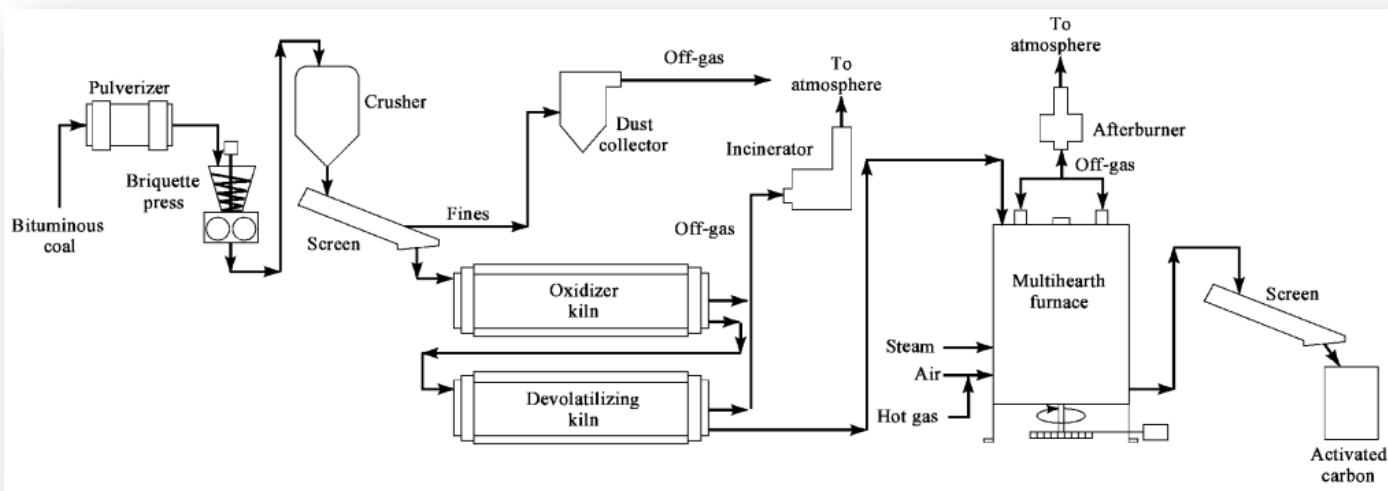 To
atmosphere
Off-gas
To
atmosphere
Pulverizer
Crusher
Dust
collector
Afterburner
Incinerator
Off-gas
Briquette
press
Bituminous
coal
Fines
Screen
Off-gas
Oxidizer
kiln
Multihearth
furnace
Screen
Steam
Air
Devolatilizing
kiln
Hot gas
Activated
carbon